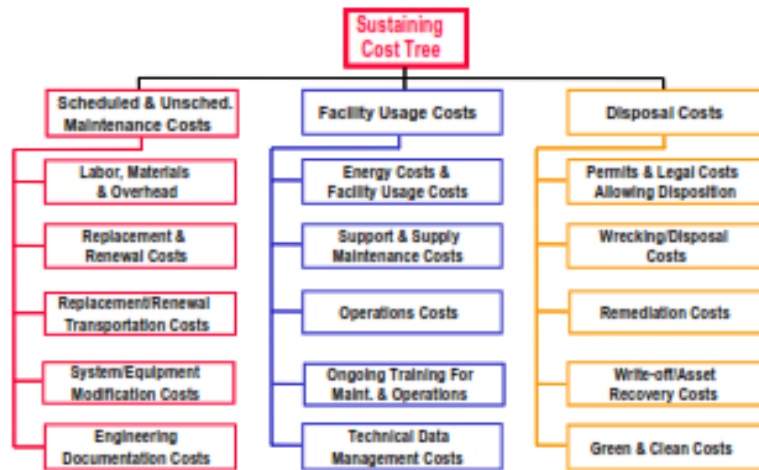 Sustaining
Cost Tree
Scheduled & Unsched.
Maintenance Costs
Labor, Materials
& Overhead
Replacement &
Renewal Costs
Replacement/Renewal
Transportation Costs
System/Equipment
Modification Costs
Engineering
Documentation Costs
Facility Usage Costs
Energy Costs &
Facility Usage Costs
Support & Supply
Maintenance Costs
Operations Costs
Ongoing Training For
Maint. & Operations
Technical Data
Management Costs
Disposal Costs
Permits & Legal Costs
Allowing Disposition
Wrecking/Disposal
Costs
Remediation Costs
Write-off/Asset
Recovery Costs
Green & Clean Costs